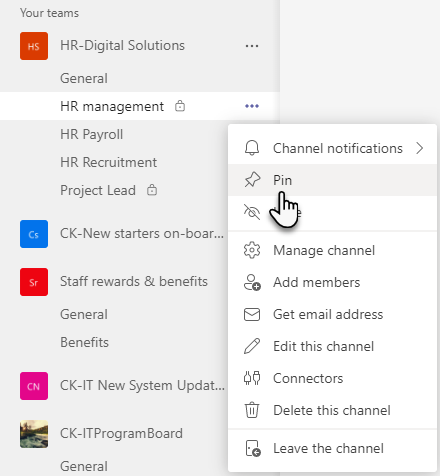 Your teams
HS HR-Digital Solutions ...
General
HR management ...
HR Payroll
HR Recruitment
Project Lead
Cs CK-New starters on-boar...
Sr Staff rewards & benefits
General
Benefits
CN CK-IT New System Updat...
CK-ITProgramBoard
General
Channel notifications
Pin
Manage channel
Add members
Get email address
Edit this channel
Connectors
Delete this channel
Leave the channel